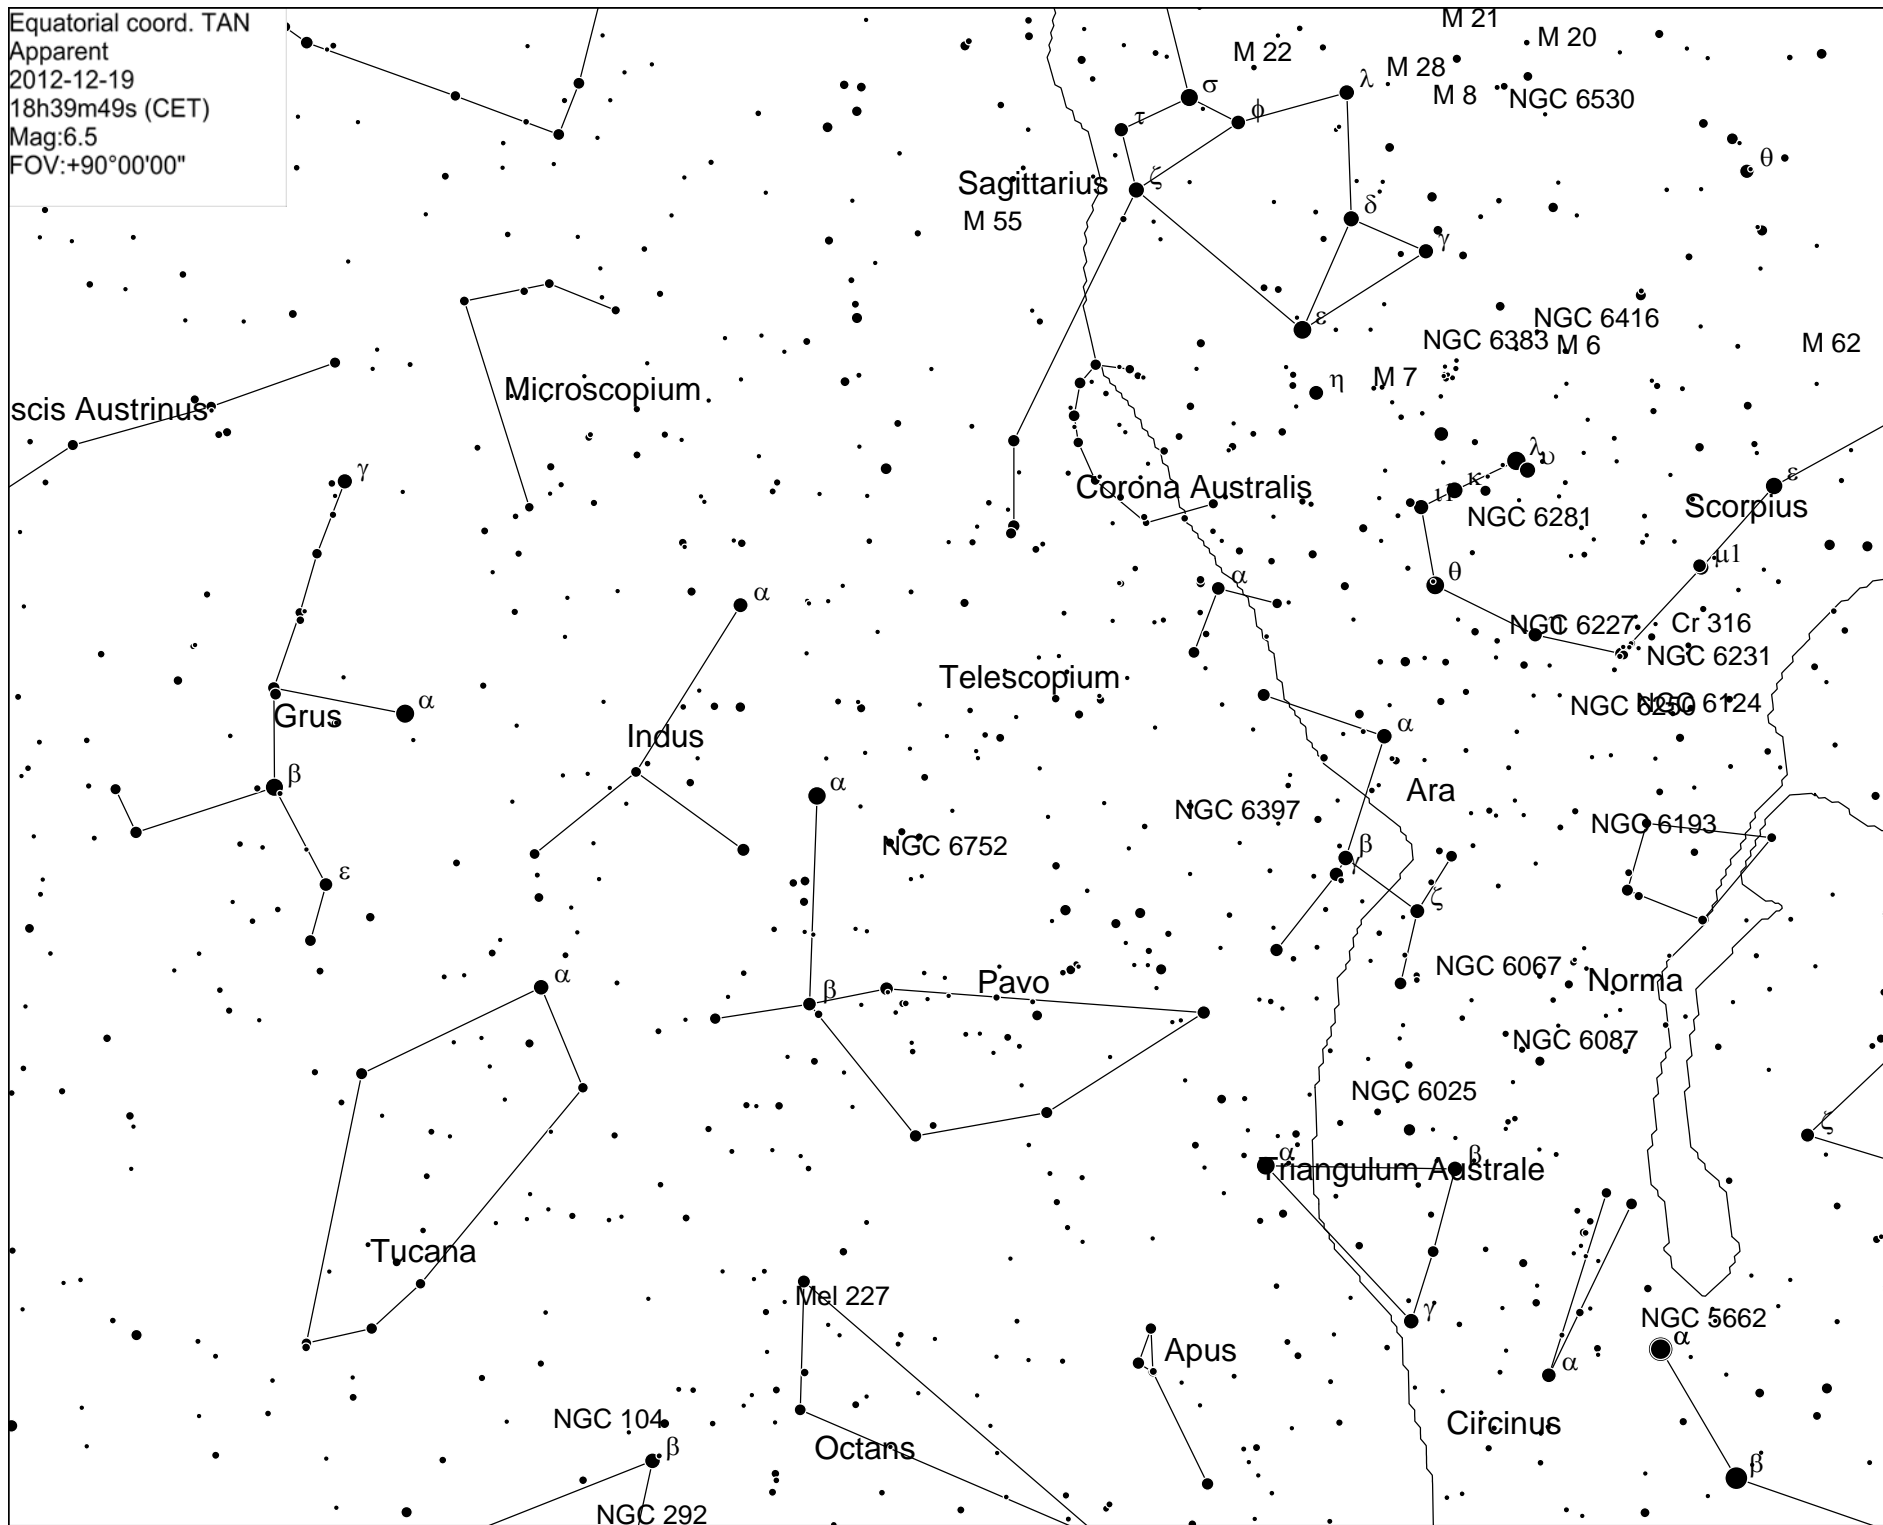 Equatorial coord. TAN
Apparent
2012-12-19
18h39m49s (CET)
Mag:6.5
FOV:+90°00'00"
M 21
M 20
M 22
M 28
M 8
NGC 6530
σ
λ
τ
ϕ
θ
Sagittarius
ζ
M 55
δ
γ
ε
NGC 6416
NGC 6383
M 6
M 62
η
M 7
Microscopium
scis Austrinus
γ
Corona Australis
λ
υ
κ
ι1
NGC 6281
ε
Scorpius
μ1
θ
α
α
NGC 6227
Cr 316
NGC 6231
Telescopium
NGC 6250
NGC 6124
α
Grus
Indus
α
β
α
Ara
NGC 6397
NGC 6193
NGC 6752
β
γ
ε
ζ
α
Pavo
β
NGC 6067
Norma
NGC 6087
NGC 6025
ζ
α
Triangulum Australe
β
Tucana
Mel 227
γ
NGC 5662
α
Apus
α
NGC 104
Octans
Circinus
β
β
NGC 292